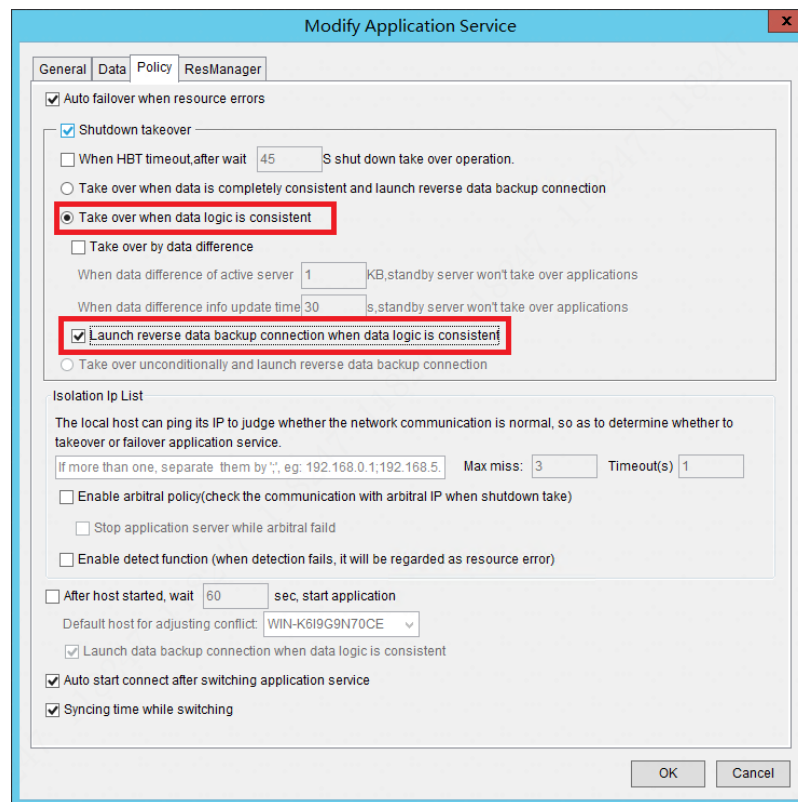 Modify Application Service
x
General Data Policy ResManager
Auto failover when resource errors
Shutdown takeover
When HBT timeout,after wait 45 S shut down take over operation.
Take over when data is completely consistent and launch reverse data backup connection
Take over when data logic is consistent
Take over by data difference
When data difference of active server 1 KB,standby server won't take over applications
When data difference info update time 30 s,standby server won't take over applications
Launch reverse data backup connection when data logic is consistent
Take over unconditionally and launch reverse data backup connection
Isolation Ip List
The local host can ping its IP to judge whether the network communication is normal, so as to determine whether to
takeover or failover application service.
If more than one, separate them by ';', eg: 192.168.0.1;192.168.5. Max miss: 3 Timeout(s) 1
Enable arbitral policy(check the communication with arbitral IP when shutdown take)
Stop application server while arbitral faild
Enable detect function (when detection fails, it will be regarded as resource error)
After host started, wait 60 sec, start application
Default host for adjusting conflict: WIN-K6I9G9N70CE
Launch data backup connection when data logic is consistent
Auto start connect after switching application service
Syncing time while switching
OK Cancel